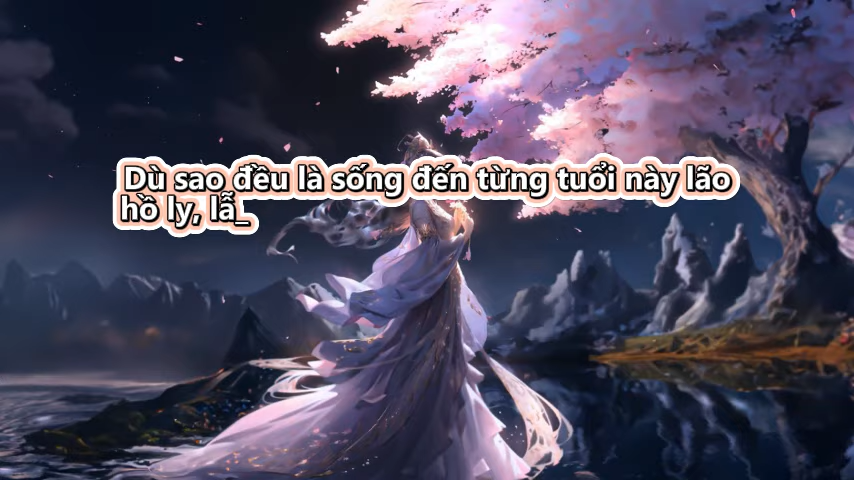 Dù sao đều là sống đến từng tuổi này lão
hồ ly, lẫ_